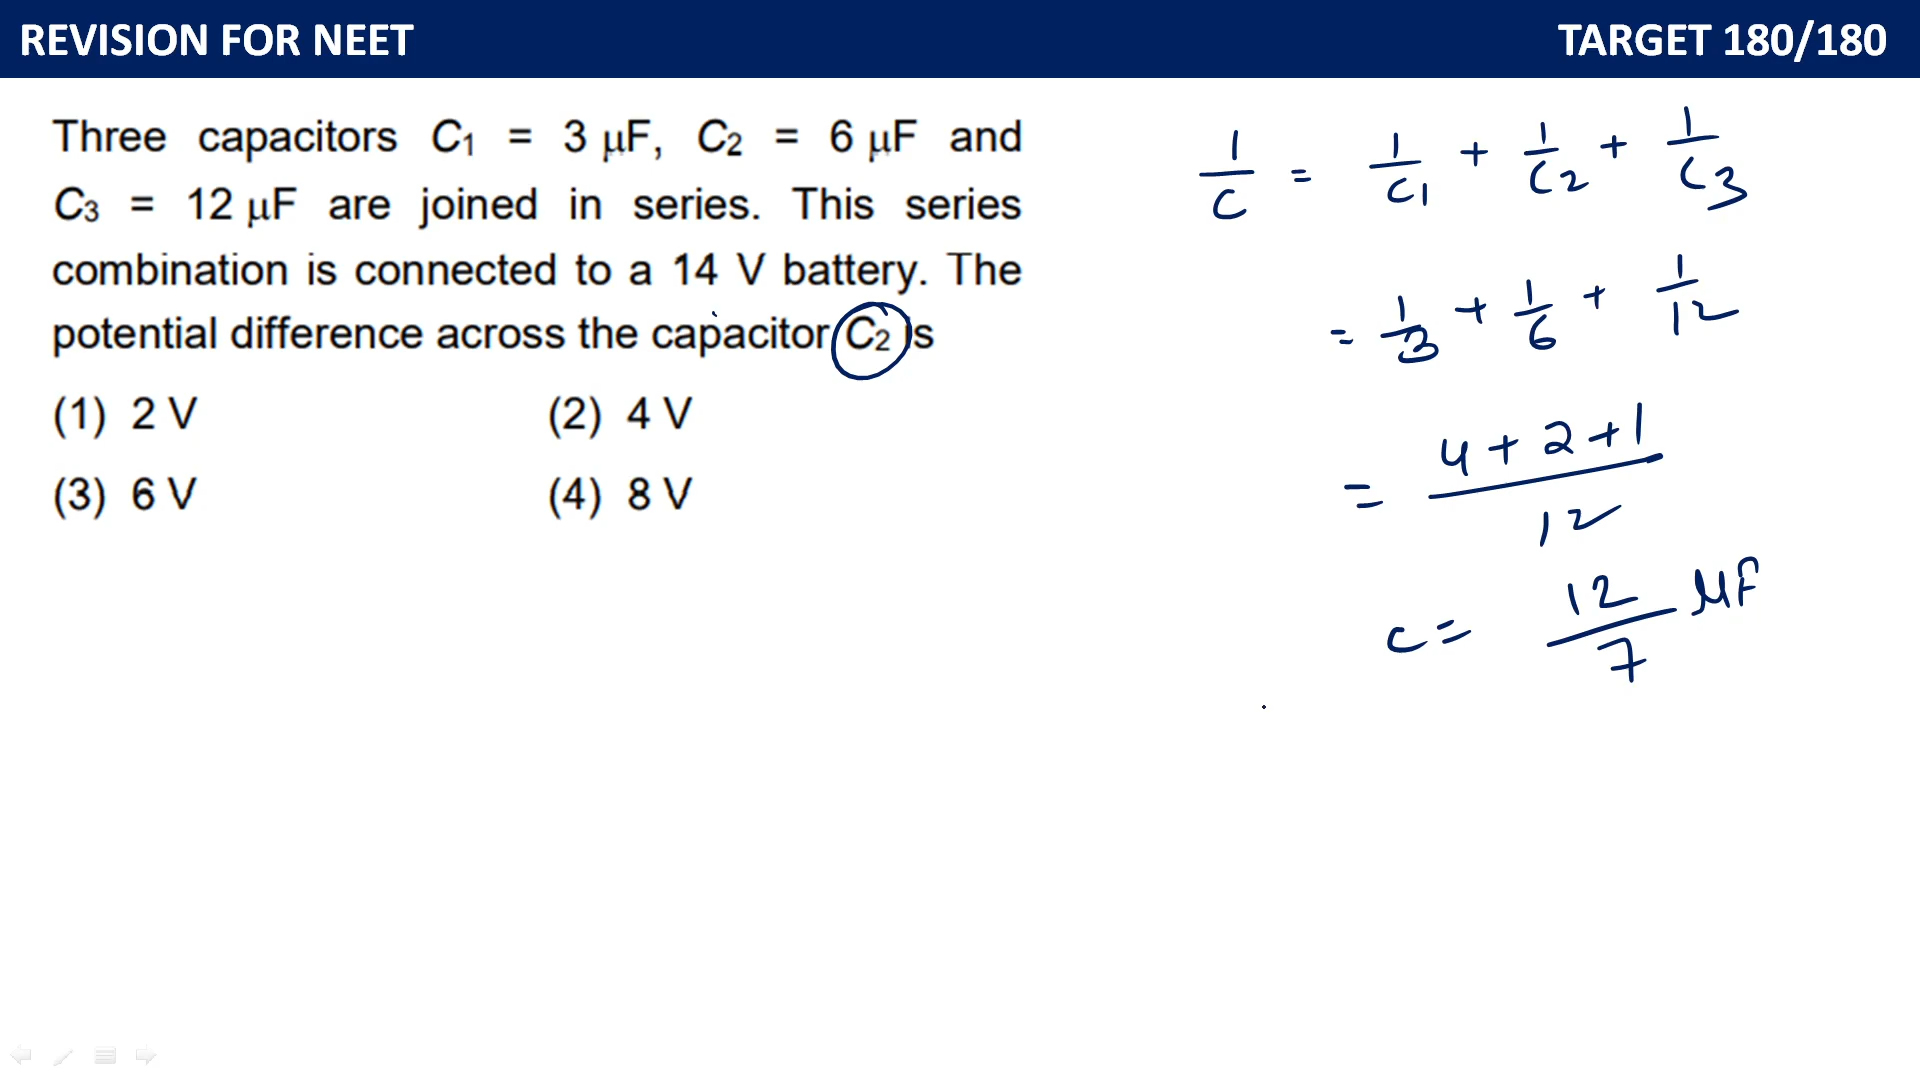 REVISION FOR NEET
TARGET 180/180
Three capacitors C₁ = 3 μF, C₂ = 6 μF and
C₃ = 12 μF are joined in series. This series
combination is connected to a 14 V battery. The
potential difference across the capacitor C₂ is
(1) 2 V (2) 4 V
(3) 6 V (4) 8 V
1/C = 1/C1 + 1/C2 + 1/C3
= 1/3 + 1/6 + 1/12
= (4+2+1)/12
C = 12/7 μF